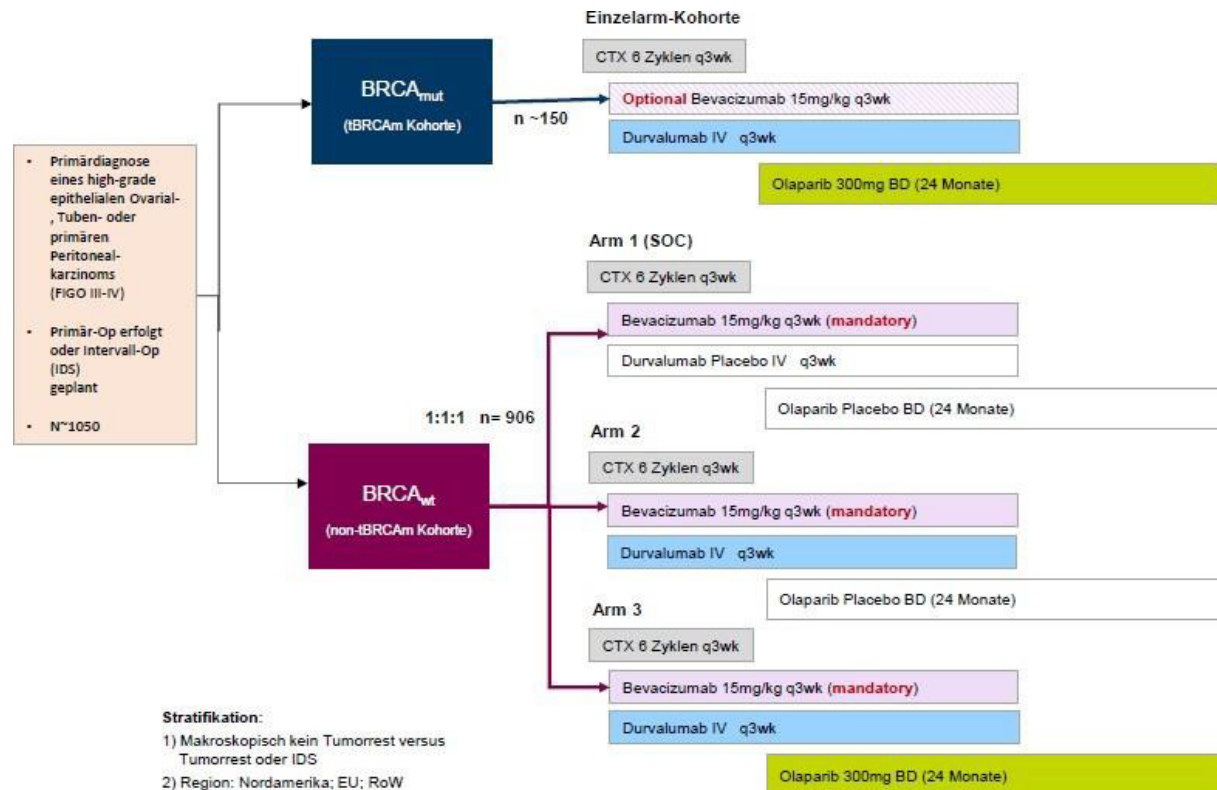 • Primärdiagnose
eines high-grade
epithelialen Ovarial-
, Tuben- oder
primären
Peritoneal-
karzinoms
(FIGO III-IV)
• Primär-Op erfolgt
oder Intervall-Op
(IDS)
geplant
• N~1050
BRCAmut
(tBRCAm Kohorte)
n ~150
Einzelarm-Kohorte
CTX 6 Zyklen q3wk
Optional Bevacizumab 15mg/kg q3wk
Durvalumab IV q3wk
Olaparib 300mg BD (24 Monate)
BRCAwt
(non-tBRCAm Kohorte)
1:1:1 n= 906
Arm 1 (SOC)
CTX 6 Zyklen q3wk
Bevacizumab 15mg/kg q3wk (mandatory)
Durvalumab Placebo IV q3wk
Olaparib Placebo BD (24 Monate)
Arm 2
CTX 6 Zyklen q3wk
Bevacizumab 15mg/kg q3wk (mandatory)
Durvalumab IV q3wk
Olaparib Placebo BD (24 Monate)
Arm 3
CTX 6 Zyklen q3wk
Bevacizumab 15mg/kg q3wk (mandatory)
Durvalumab IV q3wk
Olaparib 300mg BD (24 Monate)
Stratifikation:
1) Makroskopisch kein Tumorrest versus
Tumorrest oder IDS
2) Region: Nordamerika; EU; RoW